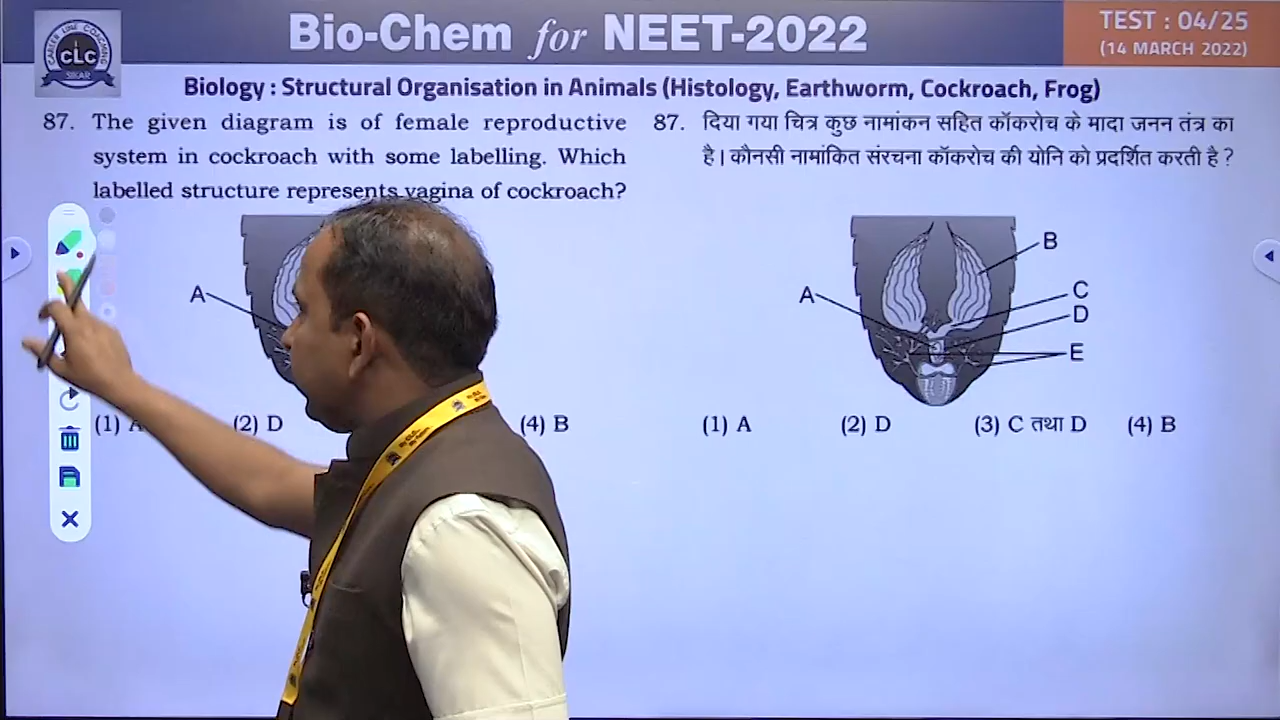 Bio-Chem for NEET-2022
TEST : 04/25
(14 MARCH 2022)
CAREER LINE COACHING
CLC
SIKAR
Biology : Structural Organisation in Animals (Histology, Earthworm, Cockroach, Frog)
87. The given diagram is of female reproductive
system in cockroach with some labelling. Which
labelled structure represents vagina of cockroach?
A
(1) A (2) D (4) B
87. दिया गया चित्र कुछ नामांकन सहित कॉकरोच के मादा जनन तंत्र का
है। कौनसी नामांकित संरचना कॉकरोच की योनि को प्रदर्शित करती है ?
B
A
C
D
E
(1) A (2) D (3) C तथा D (4) B